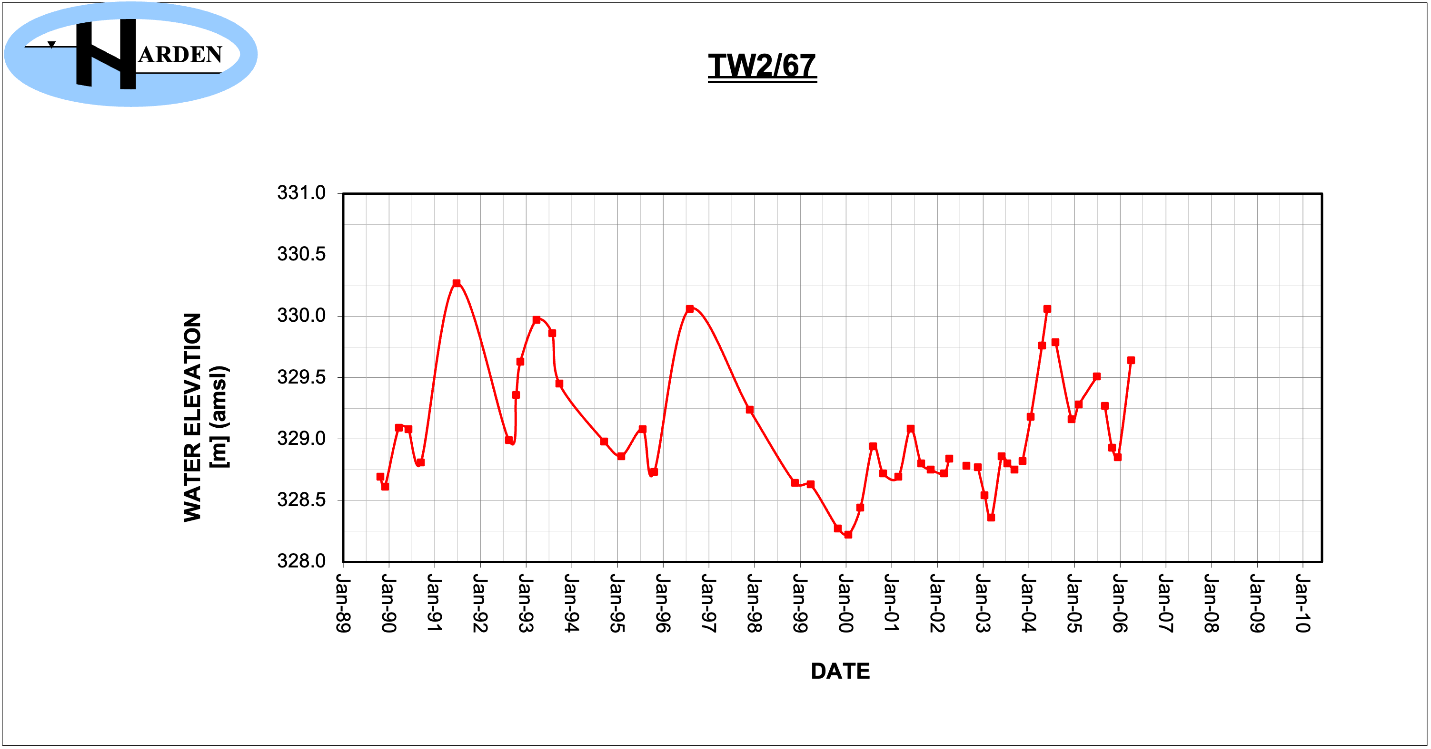 HARDEN
TW2/67
331.0
330.5
330.0
329.5
329.0
328.5
328.0
WATER ELEVATION
[m] (amsl)
Jan-89
Jan-90
Jan-91
Jan-92
Jan-93
Jan-94
Jan-95
Jan-96
Jan-97
Jan-98
Jan-99
Jan-00
Jan-01
Jan-02
Jan-03
Jan-04
Jan-05
Jan-06
Jan-07
Jan-08
Jan-09
Jan-10
DATE